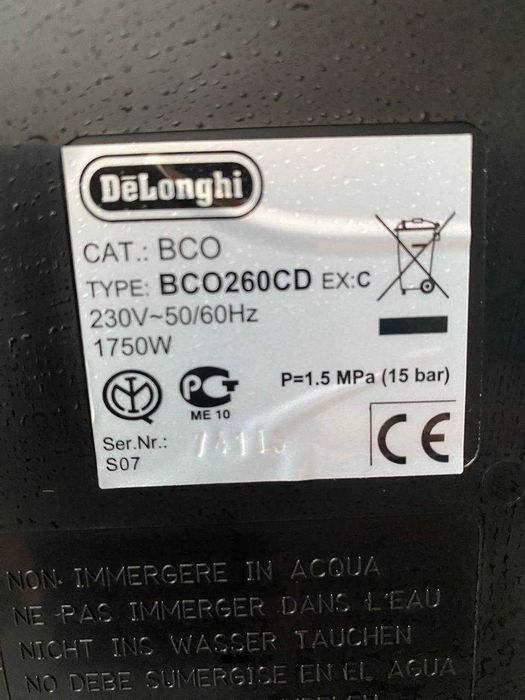 DēLonghi
CAT.: BCO
TYPE: BCO260CD EX:C
230V~50/60Hz
1750W
P=1.5 MPa (15 bar)
ME 10
CE
Ser.Nr.:
S07
NON IMMERGERE IN ACQUA
NE PAS IMMERGER DANS L'EAU
NICHT INS WASSER TAUCHEN
NO DEBE SUMERGISE EN EL AGUA